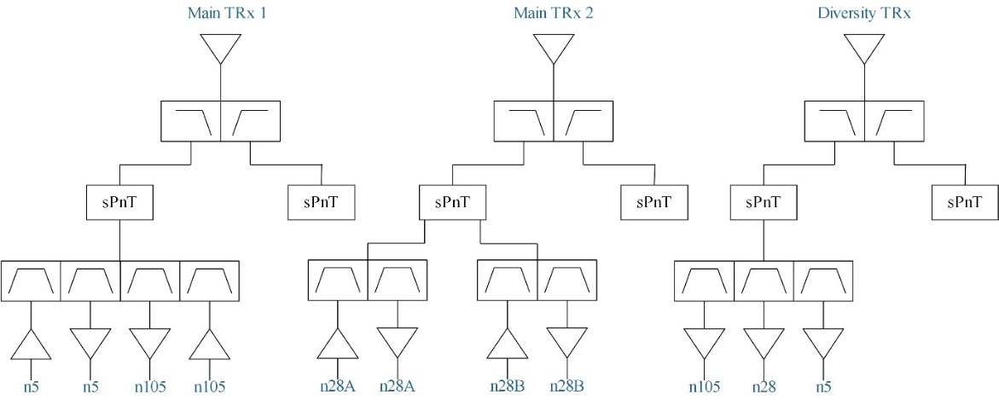 Main TRx 1
Main TRx 2
Diversity TRx
sPnT
sPnT
sPnT
sPnT
sPnT
sPnT
n5
n5
n105
n105
n28A
n28A
n28B
n28B
n105
n28
n5